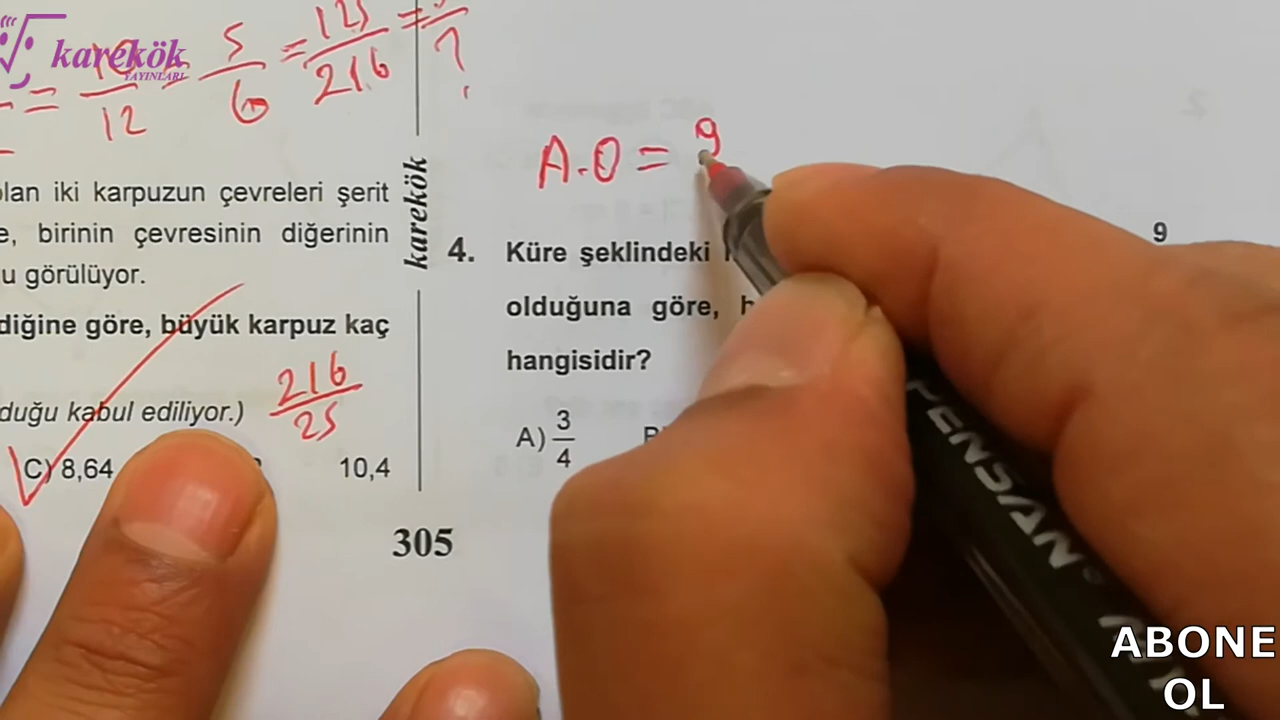 karekök
YAYINLARI
= 10/12 = 5/6 = 125/216 = /?
olan iki karpuzun çevreleri şerit
e, birinin çevresinin diğerinin
u görülüyor.
diğine göre, büyük karpuz kaç
duğu kabul ediliyor.)
216/25
C) 8,64
10,4
karekök
305
A.O = 9
4. Küre şeklindeki
9
olduğuna göre,
hangisidir?
A) 3/4
PENSAN
ABONE
OL